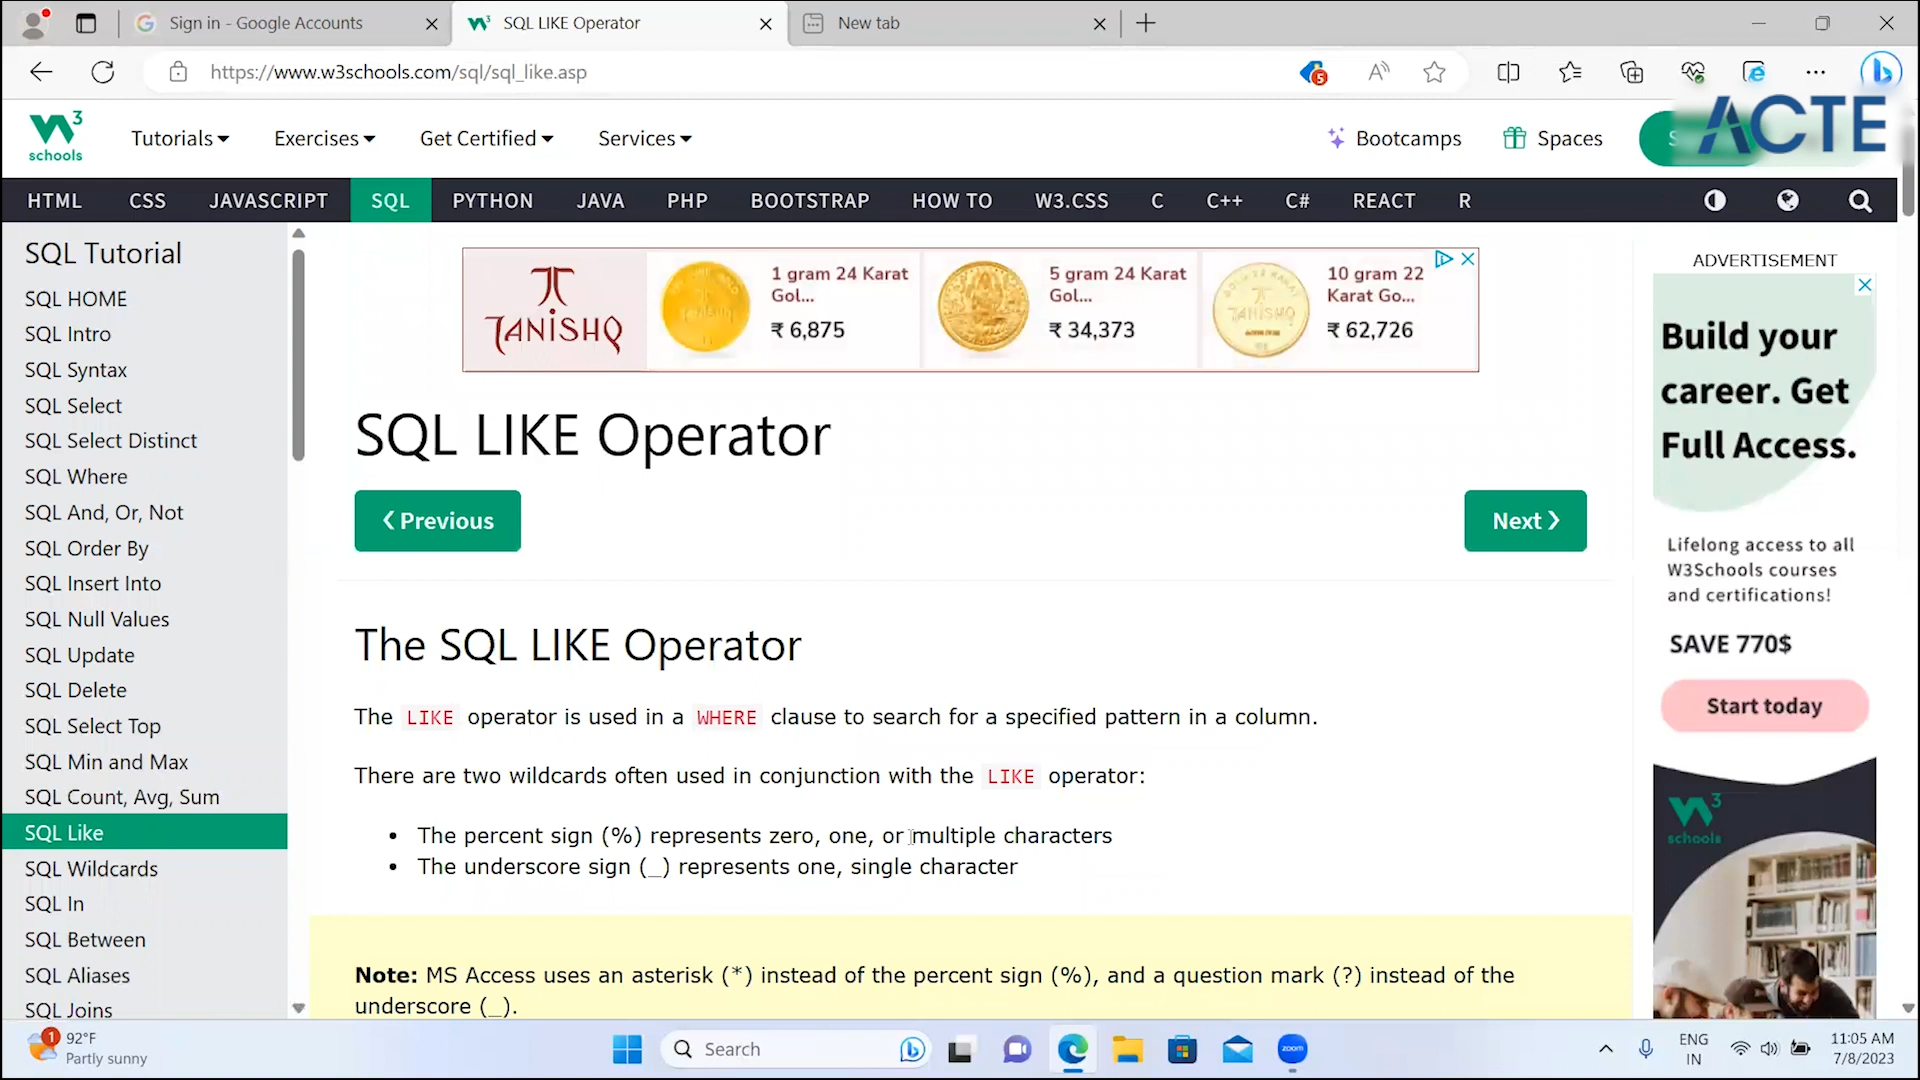 Sign in - Google Accounts
SQL LIKE Operator
New tab
https://www.w3schools.com/sql/sql_like.asp
5
3
schools
Tutorials
Exercises
Get Certified
Services
Bootcamps
Spaces
S
ACTE
HTML
CSS
JAVASCRIPT
SQL
PYTHON
JAVA
PHP
BOOTSTRAP
HOW TO
W3.CSS
C
C++
C#
REACT
R
SQL Tutorial
SQL HOME
SQL Intro
SQL Syntax
SQL Select
SQL Select Distinct
SQL Where
SQL And, Or, Not
SQL Order By
SQL Insert Into
SQL Null Values
SQL Update
SQL Delete
SQL Select Top
SQL Min and Max
SQL Count, Avg, Sum
SQL Like
SQL Wildcards
SQL In
SQL Between
SQL Aliases
SQL Joins
TANISHQ
1 gram 24 Karat
Gol...
₹ 6,875
5 gram 24 Karat
Gol...
₹ 34,373
TANISHQ
10 gram 22
Karat Go...
₹ 62,726
SQL LIKE Operator
❮ Previous
Next ❯
The SQL LIKE Operator
The LIKE operator is used in a WHERE clause to search for a specified pattern in a column.
There are two wildcards often used in conjunction with the LIKE operator:
• The percent sign (%) represents zero, one, or multiple characters
• The underscore sign (_) represents one, single character
Note: MS Access uses an asterisk (*) instead of the percent sign (%), and a question mark (?) instead of the
underscore (_).
ADVERTISEMENT
Build your
career. Get
Full Access.
Lifelong access to all
W3Schools courses
and certifications!
SAVE 770$
Start today
3
schools
1
92°F
Partly sunny
Search
zoom
ENG
IN
11:05 AM
7/8/2023